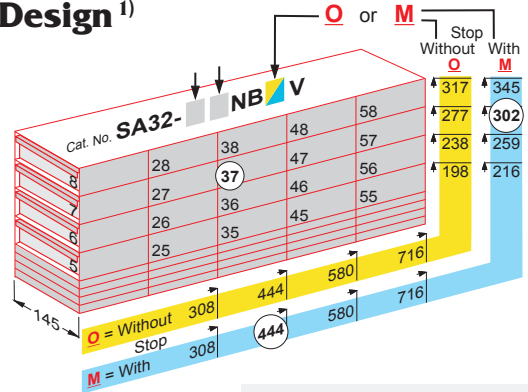 Design 1)
O or M
Stop
Without With
O M
Cat. No. SA32- NB V
317 345
277 302
238 259
198 216
8 28 38 48 58
7 27 37 47 57
6 26 36 46 56
5 25 35 45 55
145
O = Without 308 444 580 716
Stop
M = With 308 444 580 716